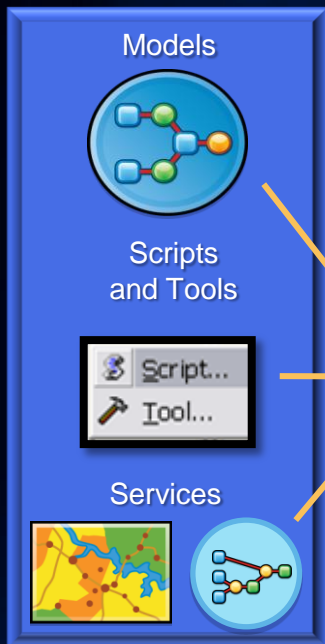 Models
Scripts
and Tools
Script...
Tool...
Services